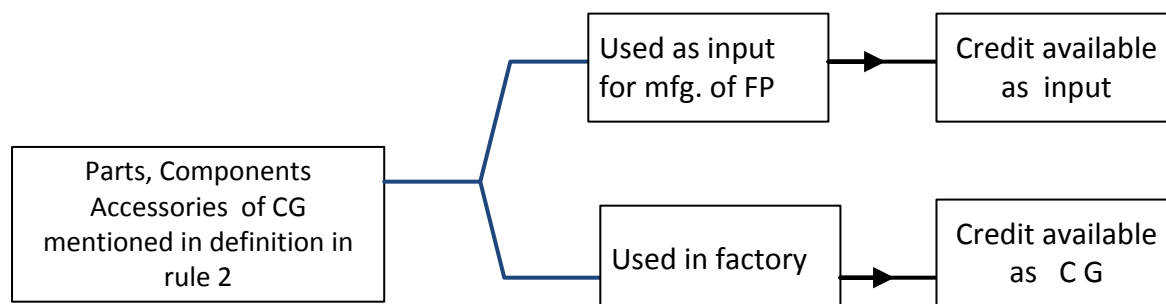 Parts, Components
Accessories of CG
mentioned in definition in
rule 2
Used as input
for mfg. of FP
Credit available
as input
Used in factory
Credit available
as C G